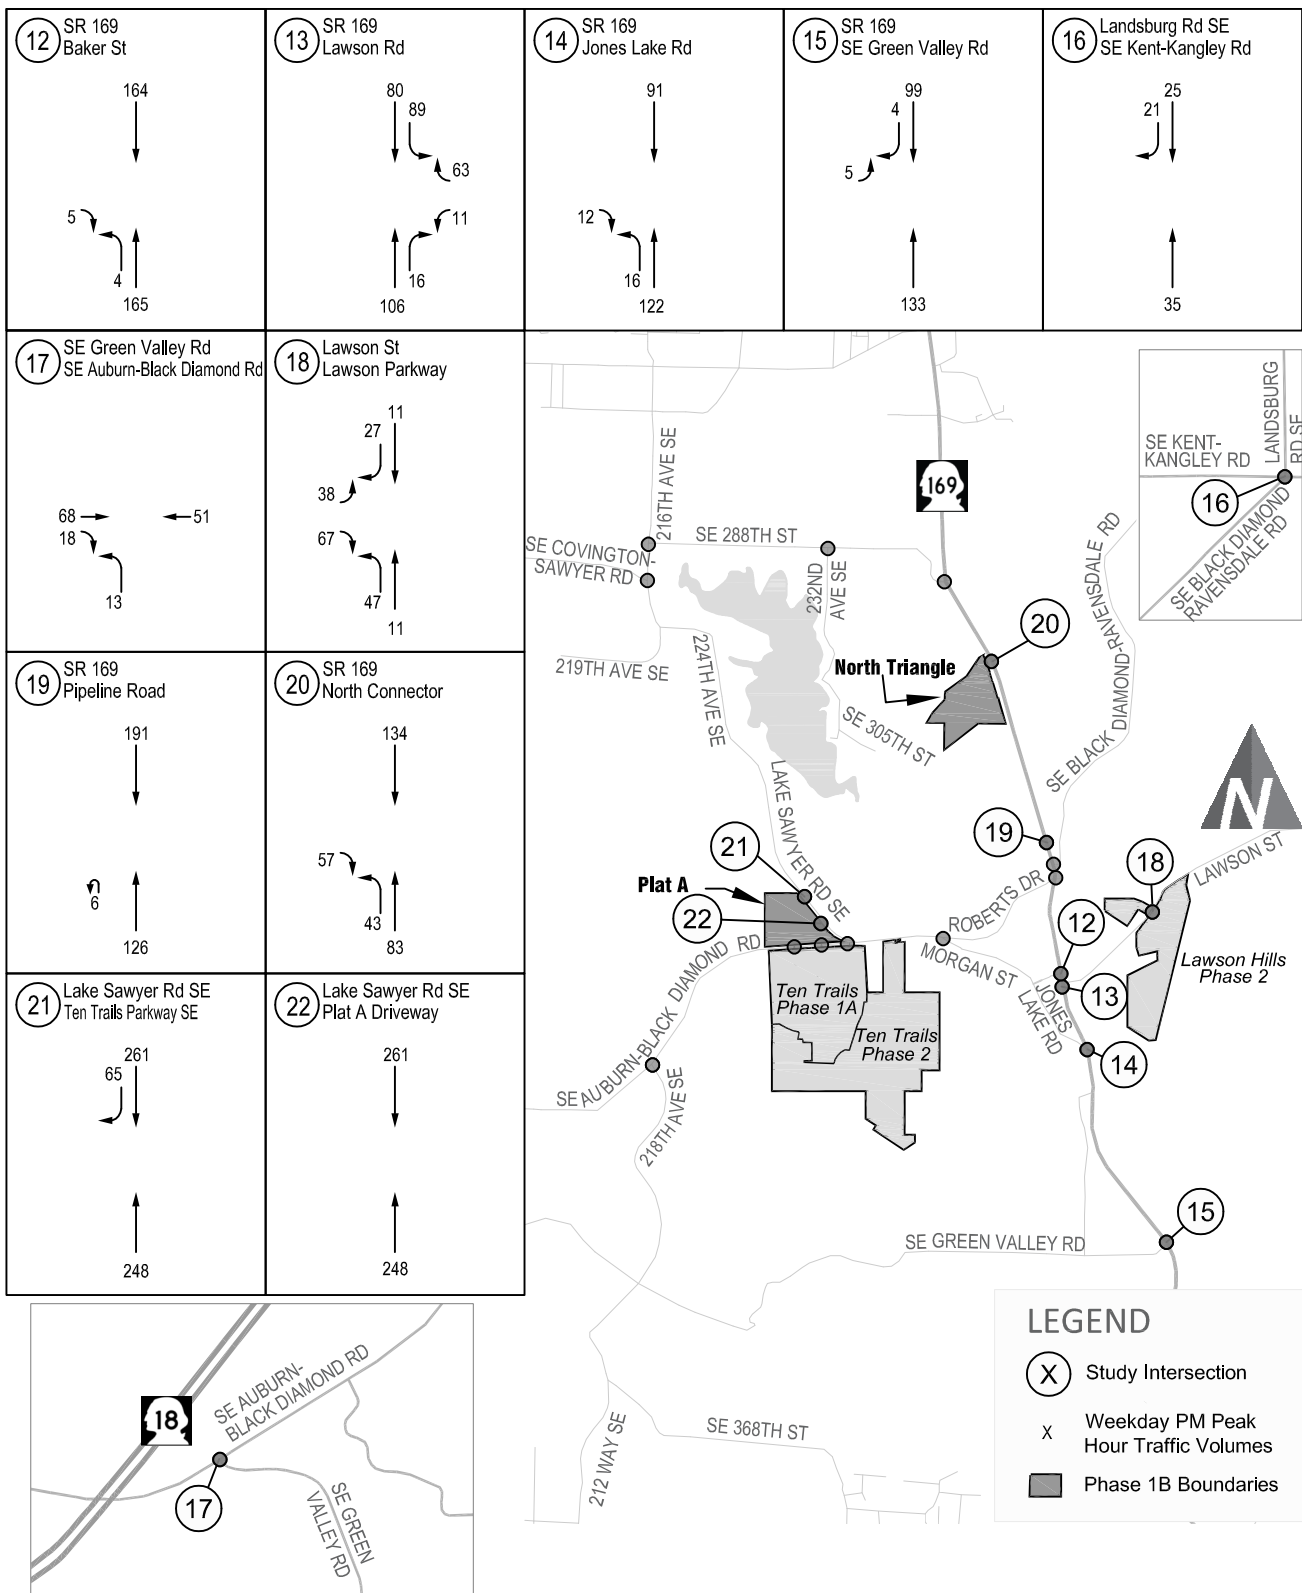 12
SR 169
Baker St
164
5
4
165
13
SR 169
Lawson Rd
80
89
63
11
16
106
14
SR 169
Jones Lake Rd
91
12
16
122
15
SR 169
SE Green Valley Rd
99
4
5
133
16
Landsburg Rd SE
SE Kent-Kangley Rd
25
21
35
17
SE Green Valley Rd
SE Auburn-Black Diamond Rd
68
51
18
13
18
Lawson St
Lawson Parkway
11
27
38
67
47
11
19
SR 169
Pipeline Road
191
6
126
20
SR 169
North Connector
134
57
43
83
21
Lake Sawyer Rd SE
Ten Trails Parkway SE
261
65
248
22
Lake Sawyer Rd SE
Plat A Driveway
261
248
169
216TH AVE SE
SE 288TH ST
SE COVINGTON-
SAWYER RD
232ND
AVE SE
219TH AVE SE
224TH AVE SE
North Triangle
20
SE 305TH ST
SE BLACK DIAMOND-RAVENSDALE RD
LAKE SAWYER RD SE
21
Plat A
22
19
ROBERTS DR
18
LAWSON ST
12
MORGAN ST
13
JONES
LAKE RD
14
Lawson Hills
Phase 2
SE AUBURN-BLACK DIAMOND RD
Ten Trails
Phase 1A
Ten Trails
Phase 2
218TH AVE SE
15
SE GREEN VALLEY RD
212 WAY SE
SE 368TH ST
SE KENT-
KANGLEY RD
LANDSBURG
RD SE
16
SE BLACK DIAMOND
RAVENSDALE RD
N
18
SE AUBURN-
BLACK DIAMOND RD
17
SE GREEN
VALLEY RD
LEGEND
X Study Intersection
X Weekday PM Peak
Hour Traffic Volumes
Phase 1B Boundaries